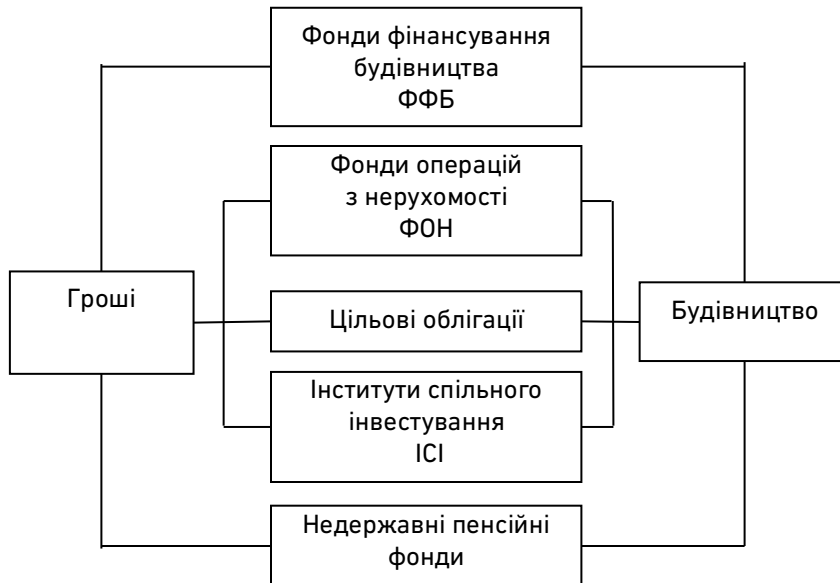 Фонди фінансування
будівництва
ФФБ
Фонди операцій
з нерухомості
ФОН
Гроші
Цільові облігації
Будівництво
Інститути спільного
інвестування
ІСІ
Недержавні пенсійні
фонди